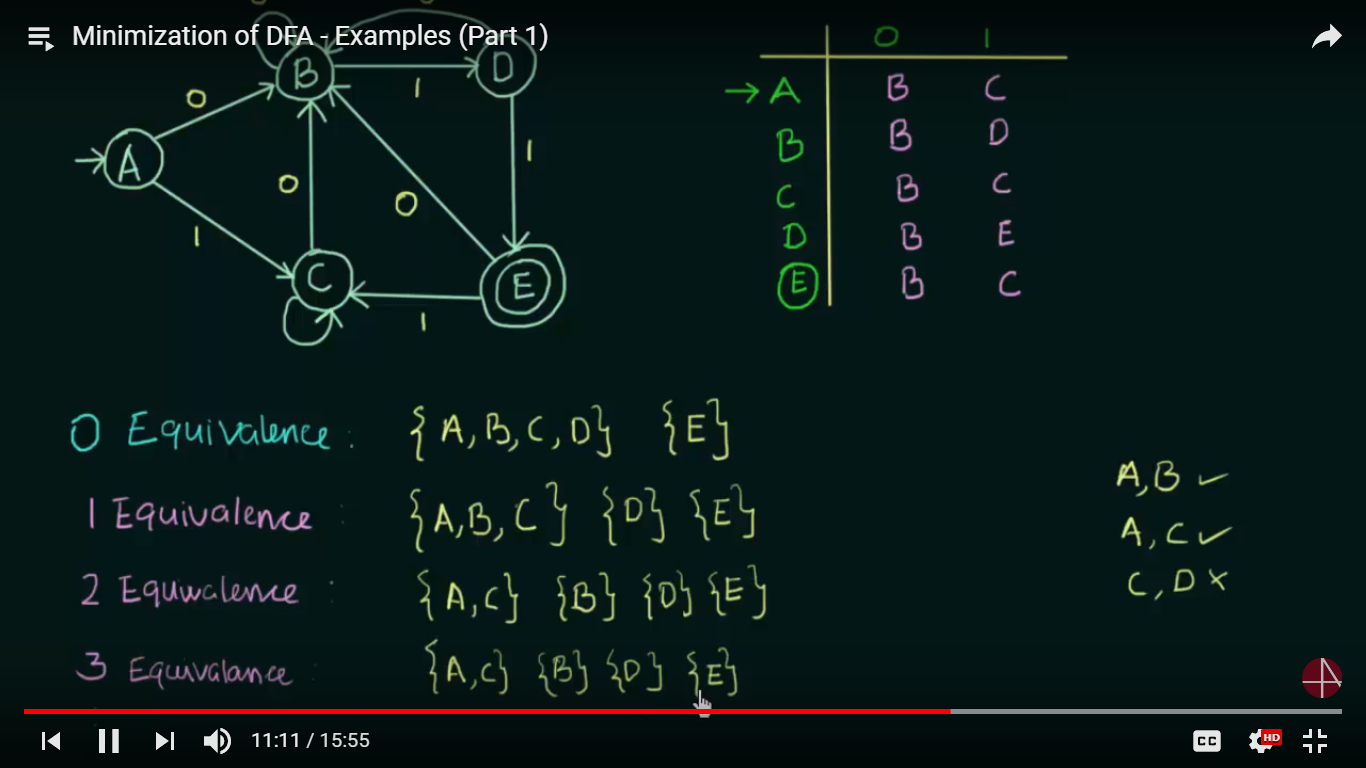 Minimization of DFA - Examples (Part 1)
0 1
B D
1
→ A B C
0
B B D
1
A
C B C
0
0
D B E
1
C
E
E B C
1
0 Equivalence : {A, B, C, D} {E}
A, B ✓
1 Equivalence : {A, B, C} {D} {E}
A, C ✓
2 Equivalence : {A, C} {B} {D} {E}
C, D ×
3 Equivalance : {A, C} {B} {D} {E}
11:11 / 15:55
CC HD